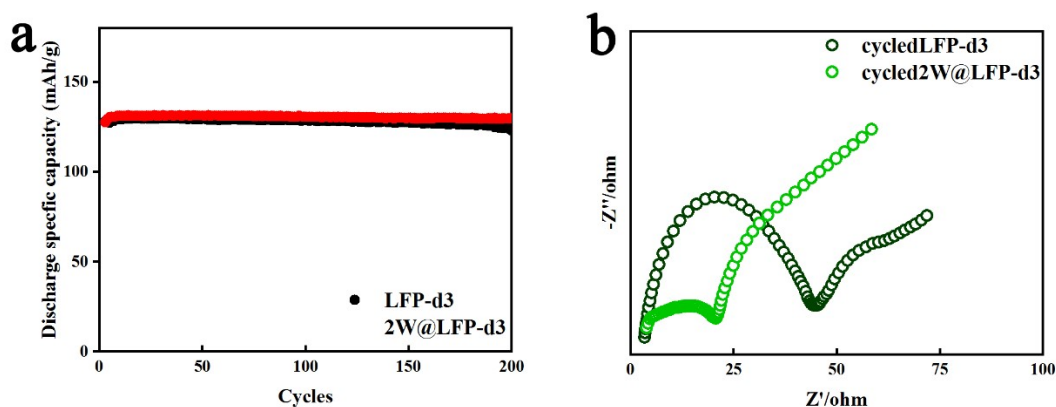 a
Discharge specfic capacity (mAh/g)
150
100
50
0
LFP-d3
2W@LFP-d3
0
50
100
150
200
Cycles
b
-Z''/ohm
cycledLFP-d3
cycled2W@LFP-d3
0
25
50
75
100
Z'/ohm